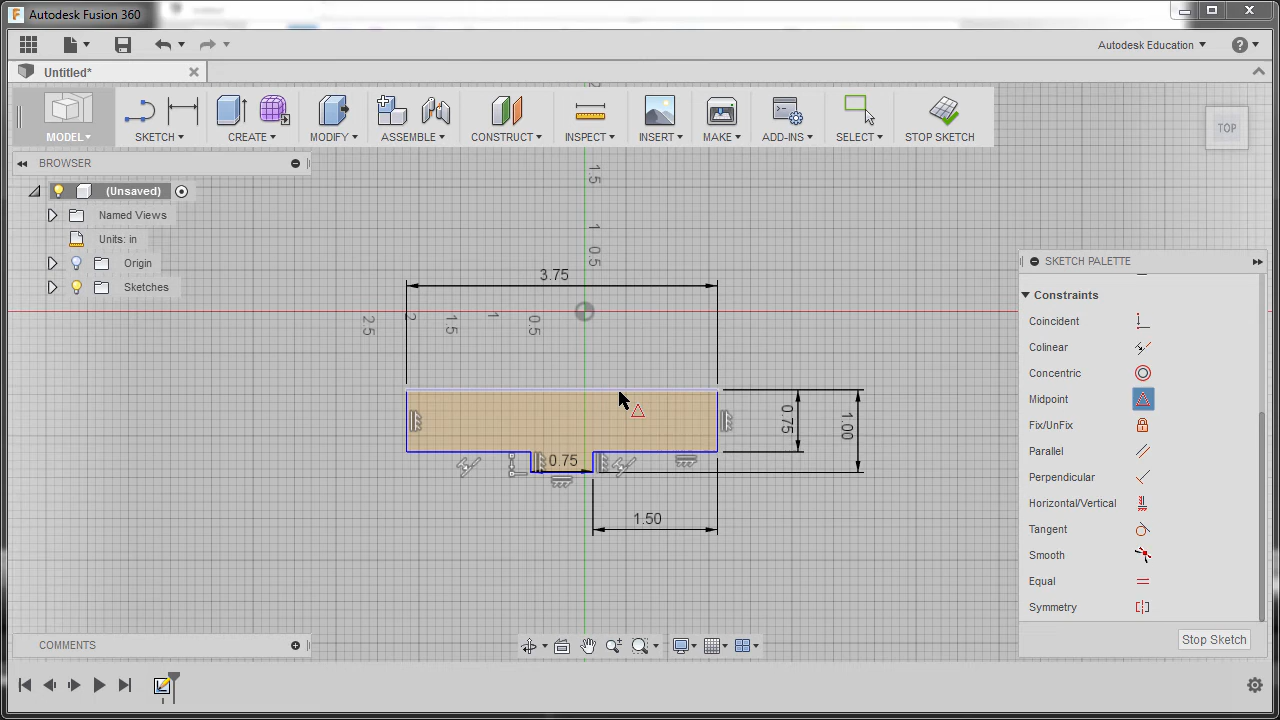 Autodesk Fusion 360
Autodesk Education
Untitled*
MODEL
SKETCH
CREATE
MODIFY
ASSEMBLE
CONSTRUCT
INSPECT
INSERT
MAKE
ADD-INS
SELECT
STOP SKETCH
TOP
BROWSER
(Unsaved)
Named Views
Units: in
Origin
Sketches
2
1.5
1
0.5
3.75
2.5
2
1.5
1
0.5
0.75
1.00
0.75
1.50
SKETCH PALETTE
Constraints
Coincident
Colinear
Concentric
Midpoint
Fix/UnFix
Parallel
Perpendicular
Horizontal/Vertical
Tangent
Smooth
Equal
Symmetry
Stop Sketch
COMMENTS